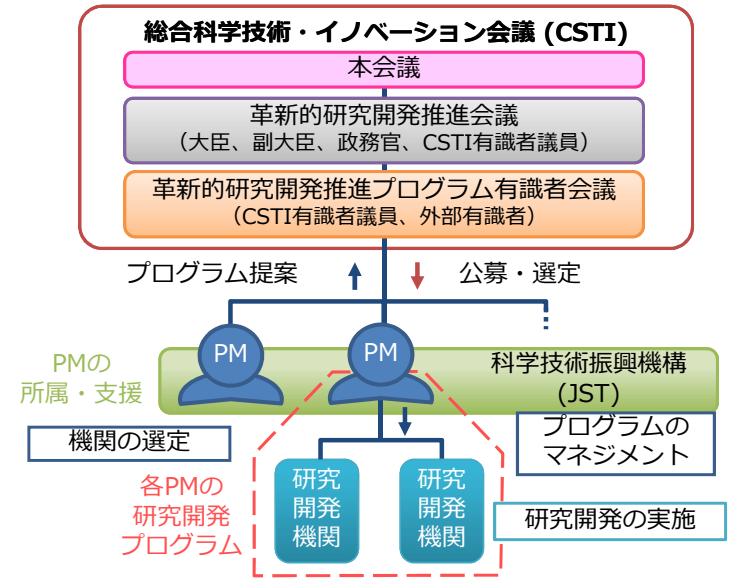 総合科学技術・イノベーション会議 (CSTI)
本会議
革新的研究開発推進会議
（大臣、副大臣、政務官、CSTI有識者議員）
革新的研究開発推進プログラム有識者会議
（CSTI有識者議員、外部有識者）
プログラム提案
公募・選定
PM
PM
PMの
所属・支援
科学技術振興機構
(JST)
機関の選定
プログラムの
マネジメント
各PMの
研究開発
プログラム
研究
開発
機関
研究
開発
機関
研究開発の実施